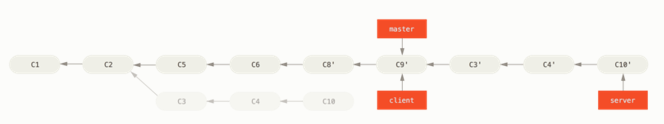 master
C1 C2 C5 C6 C8' C9' C3' C4' C10'
C3 C4 C10 client server